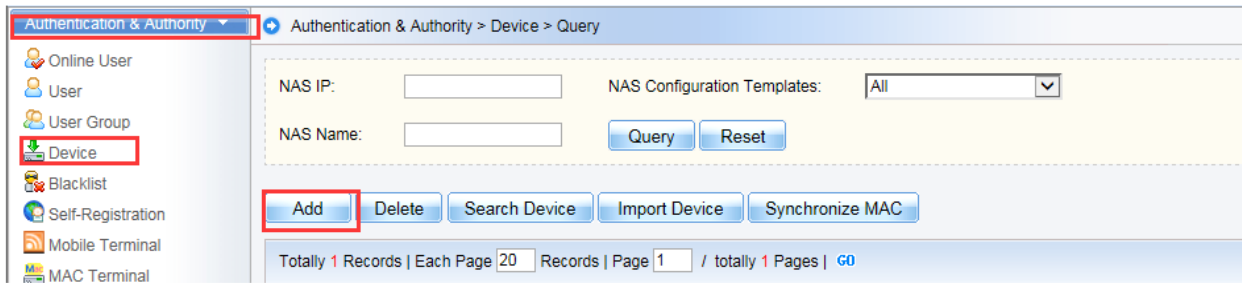 Authentication & Authority
Authentication & Authority > Device > Query
Online User
User
User Group
Device
Blacklist
Self-Registration
Mobile Terminal
MAC Terminal
NAS IP:
NAS Configuration Templates: All
NAS Name:
Query Reset
Add Delete Search Device Import Device Synchronize MAC
Totally 1 Records | Each Page 20 Records | Page 1 / totally 1 Pages | GO